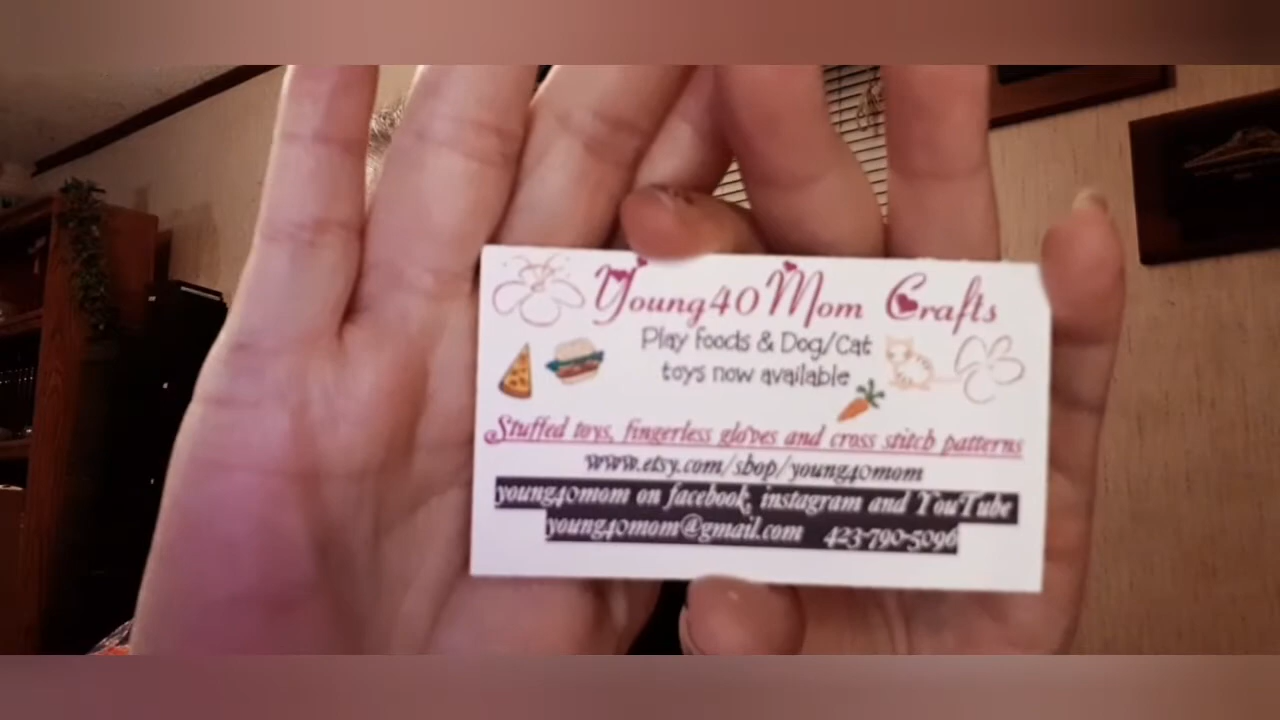 Young40Mom Crafts
Play foods & Dog/Cat
toys now available
Stuffed toys, fingerless gloves and cross stitch patterns
www.etsy.com/shop/young40mom
young40mom on facebook, instagram and YouTube
young40mom@gmail.com 423-790-5096